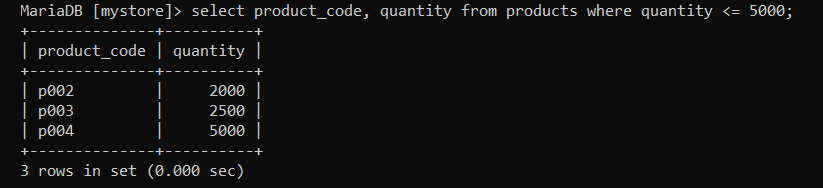 MariaDB [mystore]> select product_code, quantity from products where quantity <= 5000;
+--------------+----------+
| product_code | quantity |
+--------------+----------+
| p002         |     2000 |
| p003         |     2500 |
| p004         |     5000 |
+--------------+----------+
3 rows in set (0.000 sec)